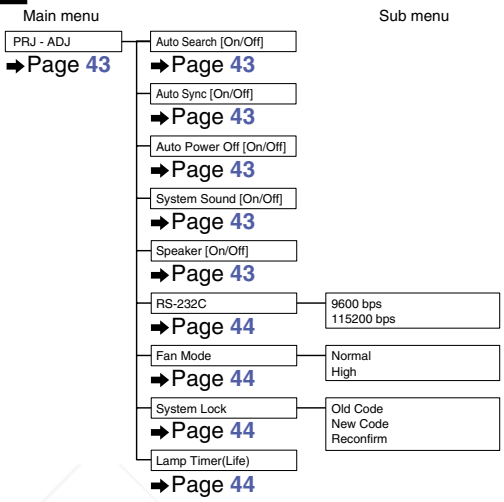 Main menu
Sub menu
PRJ - ADJ
➡Page 43
Auto Search [On/Off]
➡Page 43
Auto Sync [On/Off]
➡Page 43
Auto Power Off [On/Off]
➡Page 43
System Sound [On/Off]
➡Page 43
Speaker [On/Off]
➡Page 43
RS-232C
➡Page 44
9600 bps
115200 bps
Fan Mode
➡Page 44
Normal
High
System Lock
➡Page 44
Old Code
New Code
Reconfirm
Lamp Timer(Life)
➡Page 44